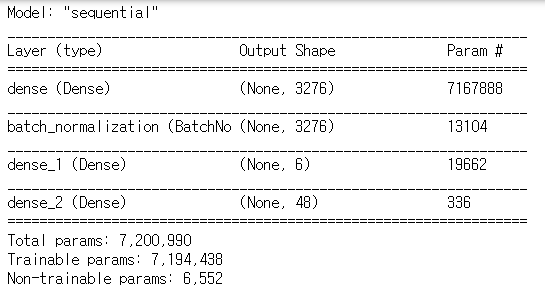 Model: "sequential"
_________________________________________________________________
Layer (type)                 Output Shape              Param #
=================================================================
dense (Dense)                (None, 3276)              7167888
_________________________________________________________________
batch_normalization (BatchNo (None, 3276)              13104
_________________________________________________________________
dense_1 (Dense)              (None, 6)                 19662
_________________________________________________________________
dense_2 (Dense)              (None, 48)                336
=================================================================
Total params: 7,200,990
Trainable params: 7,194,438
Non-trainable params: 6,552